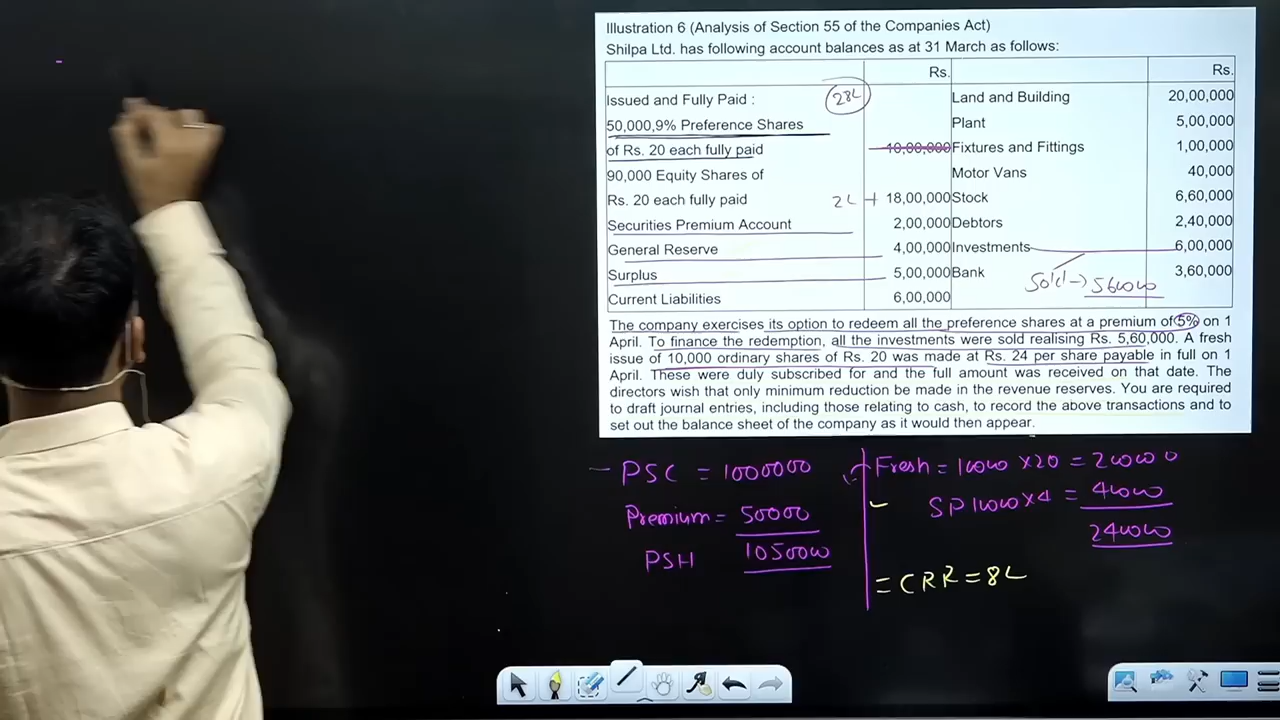 Illustration 6 (Analysis of Section 55 of the Companies Act)
Shilpa Ltd. has following account balances as at 31 March as follows:
Rs. Rs.
Issued and Fully Paid : 28L Land and Building 20,00,000
50,000,9% Preference Shares Plant 5,00,000
of Rs. 20 each fully paid 10,00,000 Fixtures and Fittings 1,00,000
90,000 Equity Shares of Motor Vans 40,000
Rs. 20 each fully paid 2L + 18,00,000 Stock 6,60,000
Securities Premium Account 2,00,000 Debtors 2,40,000
General Reserve 4,00,000 Investments 6,00,000
Surplus 5,00,000 Bank 3,60,000
Sold → 560000
Current Liabilities 6,00,000
The company exercises its option to redeem all the preference shares at a premium of 5% on 1
April. To finance the redemption, all the investments were sold realising Rs. 5,60,000. A fresh
issue of 10,000 ordinary shares of Rs. 20 was made at Rs. 24 per share payable in full on 1
April. These were duly subscribed for and the full amount was received on that date. The
directors wish that only minimum reduction be made in the revenue reserves. You are required
to draft journal entries, including those relating to cash, to record the above transactions and to
set out the balance sheet of the company as it would then appear.
- PSC = 1000000
Premium = 50000
PSH 1050000
Fresh = 10000 x 20 = 200000
SP 10000 x 4 = 40000
240000
= CRR = 8L